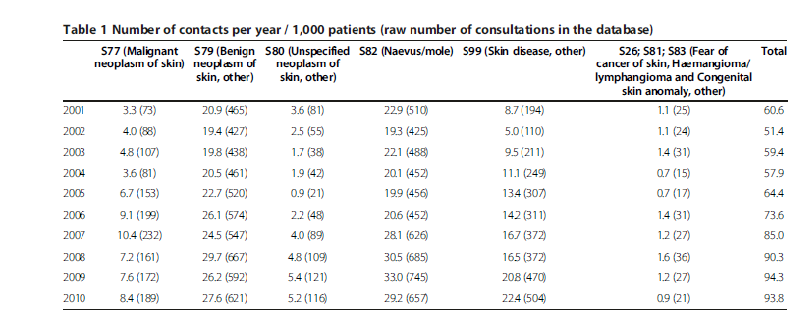 Table 1 Number of contacts per year / 1,000 patients (raw number of consultations in the database)
S77 (Malignant neoplasm of skin) S79 (Benign neoplasm of skin, other) S80 (Unspecified neoplasm of skin, other) S82 (Naevus/mole) S99 (Skin disease, other) S26; S81; S83 (Fear of cancer of skin, Haemangioma/ lymphangioma and Congenital skin anomaly, other) Total
2001 3.3 (73) 20.9 (465) 3.6 (81) 22.9 (510) 8.7 (194) 1.1 (25) 60.6
2002 4.0 (88) 19.4 (427) 2.5 (55) 19.3 (425) 5.0 (110) 1.1 (24) 51.4
2003 4.8 (107) 19.8 (438) 1.7 (38) 22.1 (488) 9.5 (211) 1.4 (31) 59.4
2004 3.6 (81) 20.5 (461) 1.9 (42) 20.1 (452) 11.1 (249) 0.7 (15) 57.9
2005 6.7 (153) 22.7 (520) 0.9 (21) 19.9 (456) 13.4 (307) 0.7 (17) 64.4
2006 9.1 (199) 26.1 (574) 2.2 (48) 20.6 (452) 14.2 (311) 1.4 (31) 73.6
2007 10.4 (232) 24.5 (547) 4.0 (89) 28.1 (626) 16.7 (372) 1.2 (27) 85.0
2008 7.2 (161) 29.7 (667) 4.8 (109) 30.5 (685) 16.5 (372) 1.6 (36) 90.3
2009 7.6 (172) 26.2 (592) 5.4 (121) 33.0 (745) 20.8 (470) 1.2 (27) 94.3
2010 8.4 (189) 27.6 (621) 5.2 (116) 29.2 (657) 22.4 (504) 0.9 (21) 93.8